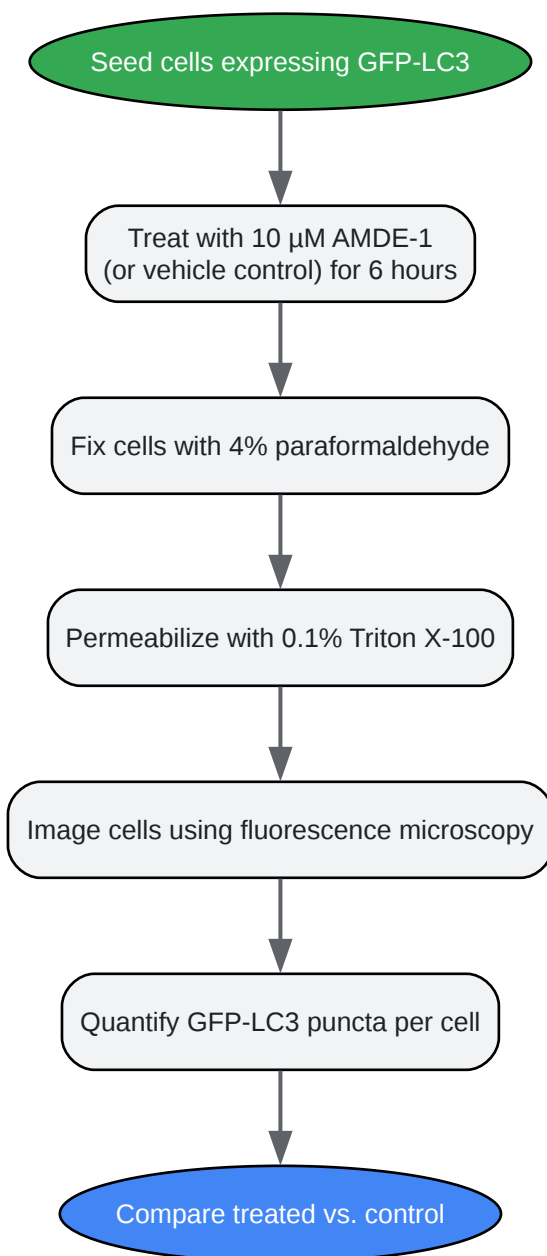 Seed cells expressing GFP-LC3
Treat with 10 µM AMDE-1
(or vehicle control) for 6 hours
Fix cells with 4% paraformaldehyde
Permeabilize with 0.1% Triton X-100
Image cells using fluorescence microscopy
Quantify GFP-LC3 puncta per cell
Compare treated vs. control